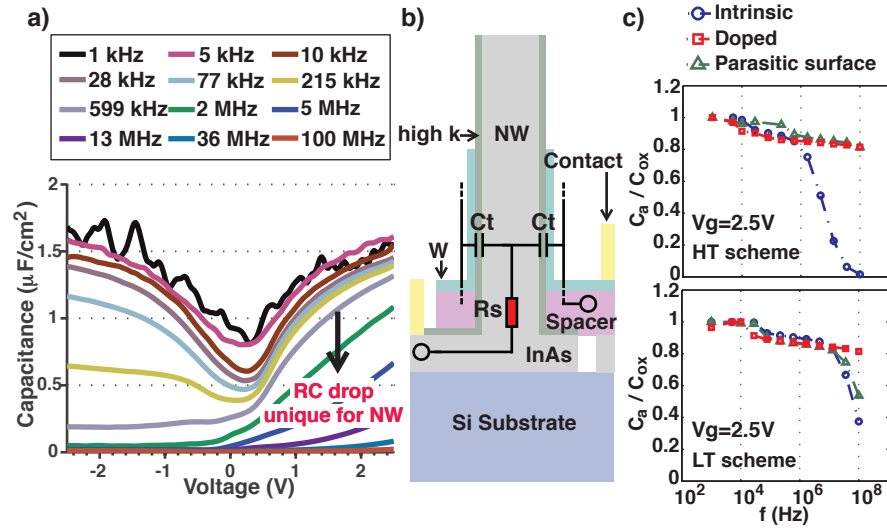 a)
1 kHz 5 kHz 10 kHz
28 kHz 77 kHz 215 kHz
599 kHz 2 MHz 5 MHz
13 MHz 36 MHz 100 MHz
Capacitance (μ F/cm²)
2
1.5
1
0.5
0
-2 -1 0 1 2
Voltage (V)
RC drop
unique for NW
b)
NW
high k
Contact
Ct Ct
W
Rs
Spacer
InAs
Si Substrate
c)
Intrinsic
Doped
Parasitic surface
1.2
1
0.8
0.6
0.4
0.2
0
Ca / Cox
Vg=2.5V
HT scheme
1.2
1
0.8
0.6
0.4
0.2
0
Ca / Cox
Vg=2.5V
LT scheme
10² 10⁴ 10⁶ 10⁸
f (Hz)